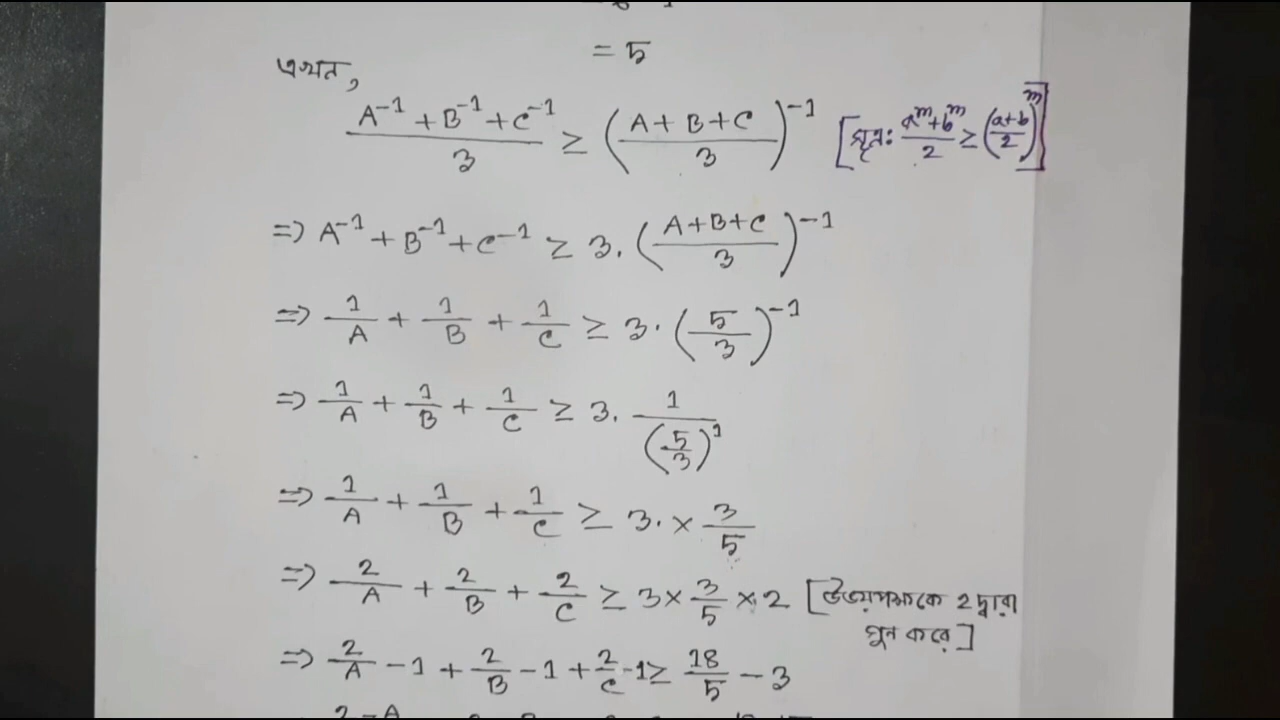 = 5
এখন,
(A⁻¹ + B⁻¹ + C⁻¹)/3 ≥ ((A + B + C)/3)⁻¹ [সূত্র: (aᵐ+bᵐ)/2 ≥ ((a+b)/2)ᵐ]
⇒ A⁻¹ + B⁻¹ + C⁻¹ ≥ 3. ((A+B+C)/3)⁻¹
⇒ 1/A + 1/B + 1/C ≥ 3. (5/3)⁻¹
⇒ 1/A + 1/B + 1/C ≥ 3. 1/(5/3)¹
⇒ 1/A + 1/B + 1/C ≥ 3. × 3/5
⇒ 2/A + 2/B + 2/C ≥ 3 × 3/5 × 2 [উভয়পক্ষকে 2 দ্বারা
গুন করে]
⇒ 2/A - 1 + 2/B - 1 + 2/C - 1 ≥ 18/5 - 3